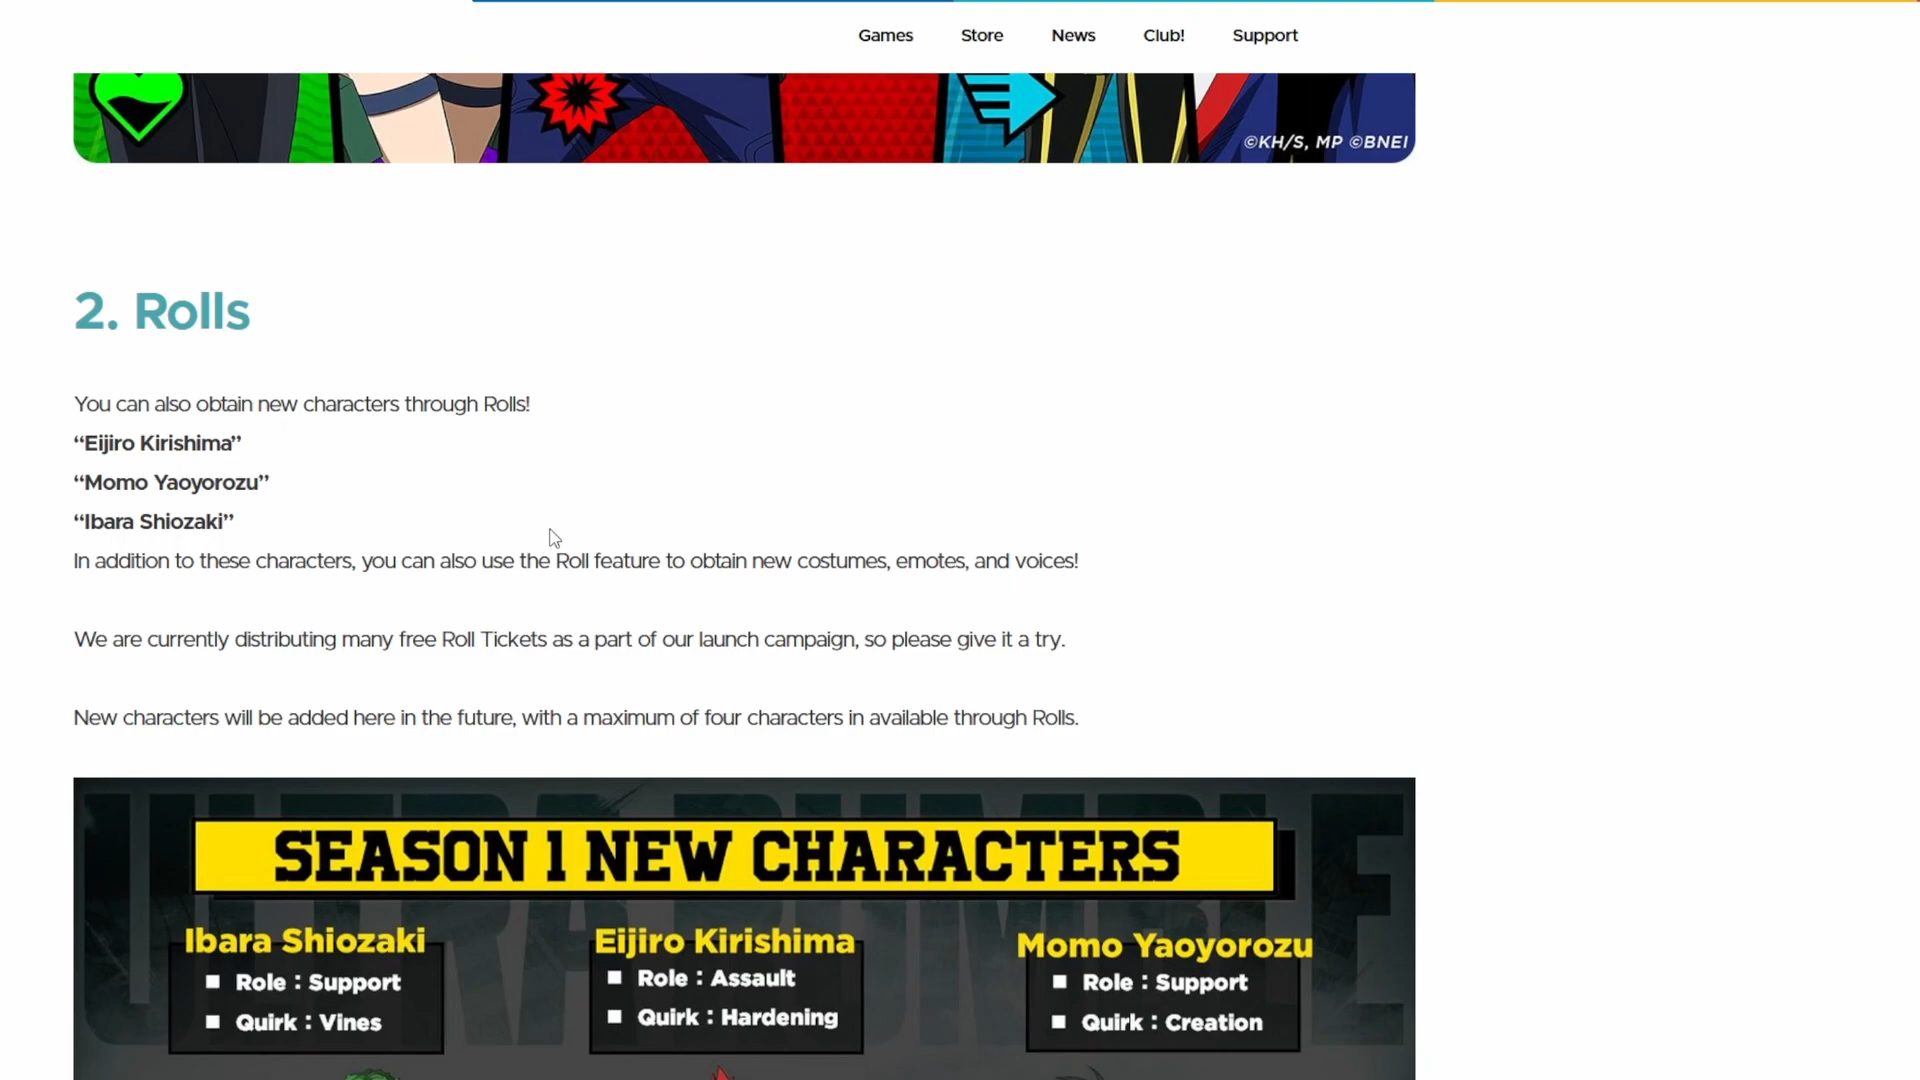 Games Store News Club! Support
©KH/S, MP ©BNEI
2. Rolls
You can also obtain new characters through Rolls!
“Eijiro Kirishima”
“Momo Yaoyorozu”
“Ibara Shiozaki”
In addition to these characters, you can also use the Roll feature to obtain new costumes, emotes, and voices!
We are currently distributing many free Roll Tickets as a part of our launch campaign, so please give it a try.
New characters will be added here in the future, with a maximum of four characters in available through Rolls.
ULTRA RUMBLE
SEASON 1 NEW CHARACTERS
Ibara Shiozaki
■ Role : Support
■ Quirk : Vines
Eijiro Kirishima
■ Role : Assault
■ Quirk : Hardening
Momo Yaoyorozu
■ Role : Support
■ Quirk : Creation